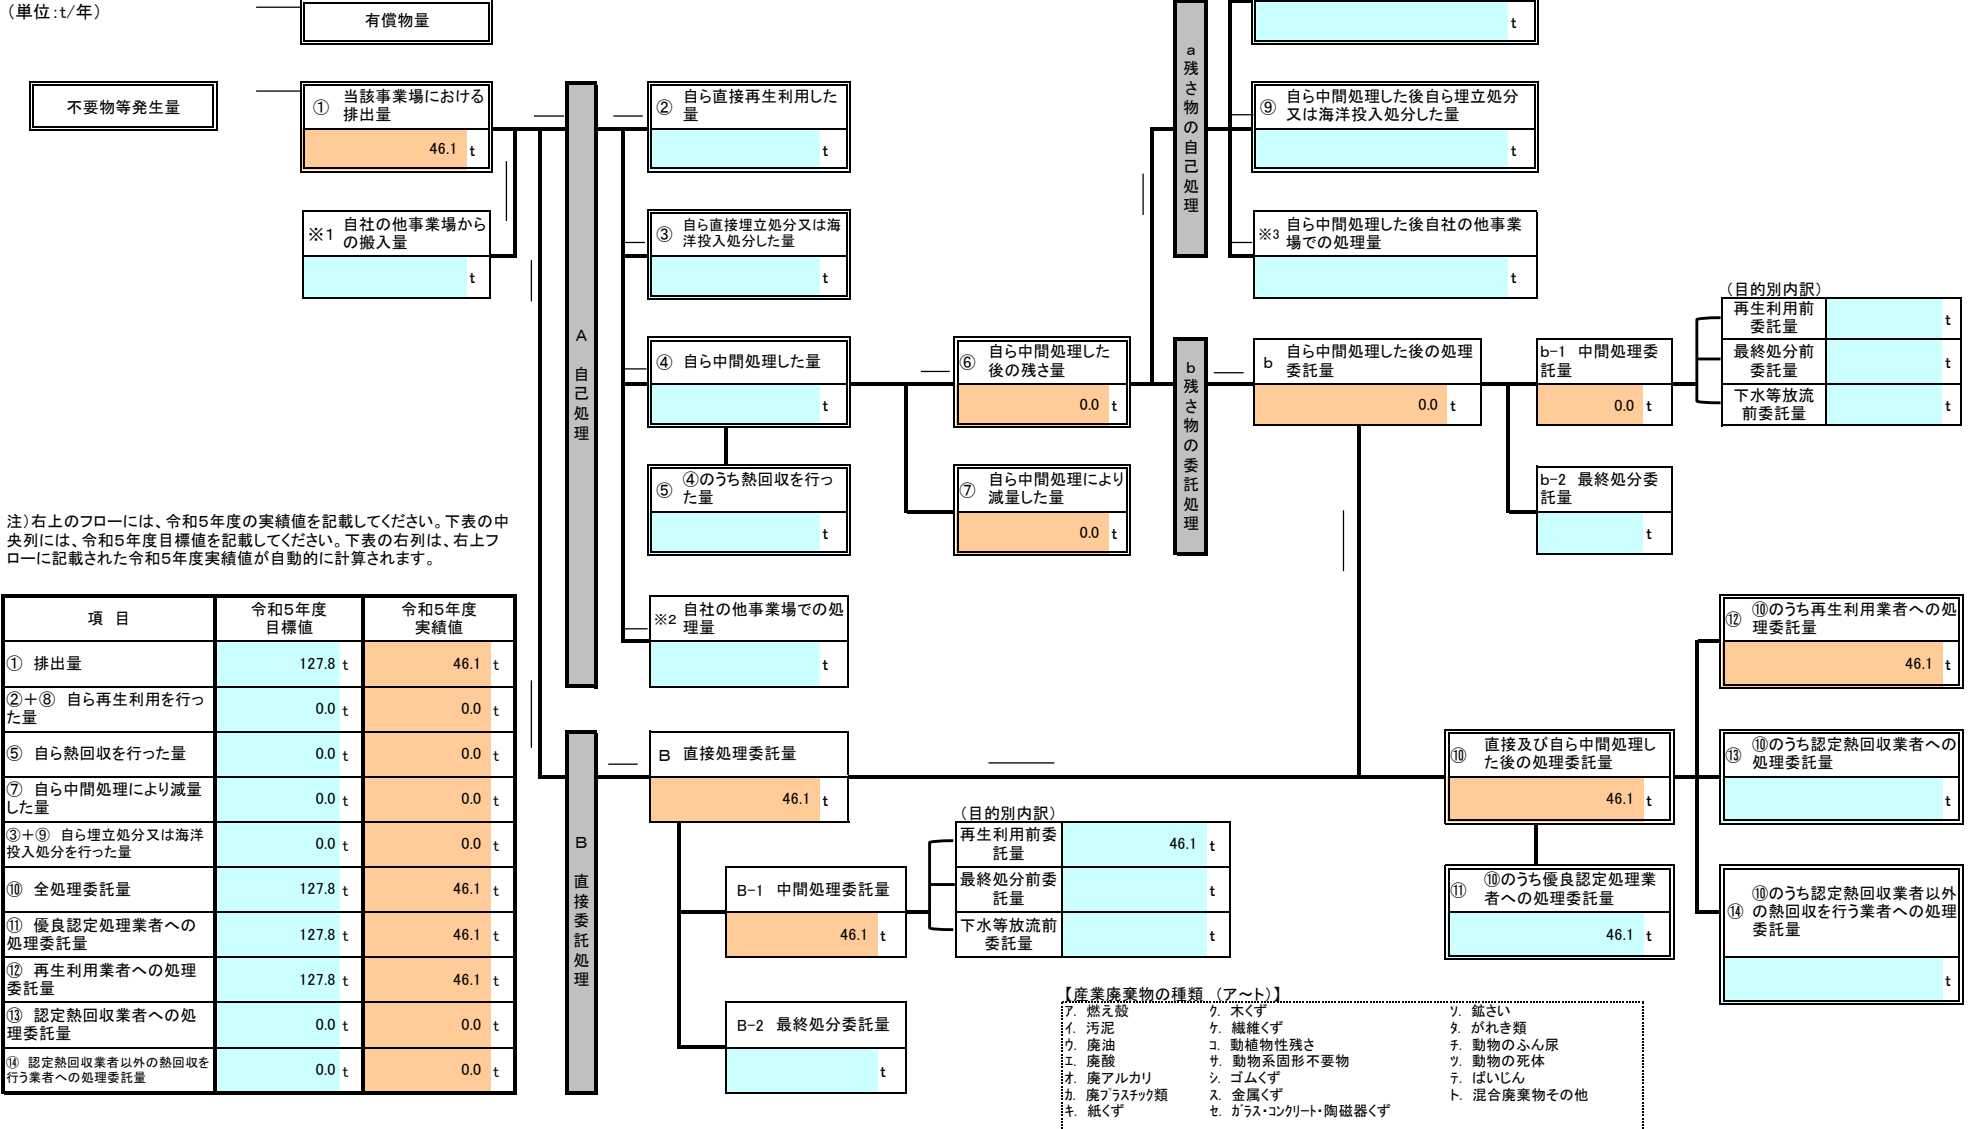 （単位:t/年）
有償物量
t
不要物等発生量
① 当該事業場における
排出量
46.1 t
※1 自社の他事業場から
の搬入量
t
A 自己処理
② 自ら直接再生利用した
量
t
③ 自ら直接埋立処分又は海
洋投入処分した量
t
④ 自ら中間処理した量
t
⑤ ④のうち熱回収を行っ
た量
t
※2 自社の他事業場での処
理量
t
⑥ 自ら中間処理した
後の残さ量
0.0 t
⑦ 自ら中間処理により
減量した量
0.0 t
a残さ物の自己処理
⑨ 自ら中間処理した後自ら埋立処分
又は海洋投入処分した量
t
※3 自ら中間処理した後自社の他事業
場での処理量
t
b残さ物の委託処理
b 自ら中間処理した後の処理
委託量
0.0 t
b-1 中間処理委
託量
0.0 t
b-2 最終処分委
託量
t
（目的別内訳）
再生利用前
委託量
t
最終処分前
委託量
t
下水等放流
前委託量
t
注）右上のフローには、令和５年度の実績値を記載してください。下表の中
央列には、令和５年度目標値を記載してください。下表の右列は、右上フ
ローに記載された令和５年度実績値が自動的に計算されます。
項 目 令和５年度 目標値 令和５年度 実績値
① 排出量 127.8 t 46.1 t
②＋⑧ 自ら再生利用を行っ
た量 0.0 t 0.0 t
⑤ 自ら熱回収を行った量 0.0 t 0.0 t
⑦ 自ら中間処理により減量
した量 0.0 t 0.0 t
③＋⑨ 自ら埋立処分又は海洋
投入処分を行った量 0.0 t 0.0 t
⑩ 全処理委託量 127.8 t 46.1 t
⑪ 優良認定処理業者への
処理委託量 127.8 t 46.1 t
⑫ 再生利用業者への処理
委託量 127.8 t 46.1 t
⑬ 認定熱回収業者への処
理委託量 0.0 t 0.0 t
⑭ 認定熱回収業者以外の熱回収を
行う業者への処理委託量 0.0 t 0.0 t
B 直接委託処理
B 直接処理委託量
46.1 t
B-1 中間処理委託量
46.1 t
B-2 最終処分委託量
t
（目的別内訳）
再生利用前委
託量
46.1 t
最終処分前委
託量
t
下水等放流前
委託量
t
⑩ 直接及び自ら中間処理し
た後の処理委託量
46.1 t
⑪ ⑩のうち優良認定処理業
者への処理委託量
46.1 t
⑫ ⑩のうち再生利用業者への処
理委託量
46.1 t
⑬ ⑩のうち認定熱回収業者への
処理委託量
t
⑭ ⑩のうち認定熱回収業者以外
の熱回収を行う業者への処理
委託量
t
【産業廃棄物の種類 （ア～ト）】
ア. 燃え殻 ク. 木くず ソ. 鉱さい
イ. 汚泥 ケ. 繊維くず タ. がれき類
ウ. 廃油 コ. 動植物性残さ チ. 動物のふん尿
エ. 廃酸 サ. 動物系固形不要物 ツ. 動物の死体
オ. 廃アルカリ シ. ゴムくず テ. ばいじん
カ. 廃プラスチック類 ス. 金属くず ト. 混合廃棄物その他
キ. 紙くず セ. ガラス・コンクリート・陶磁器くず